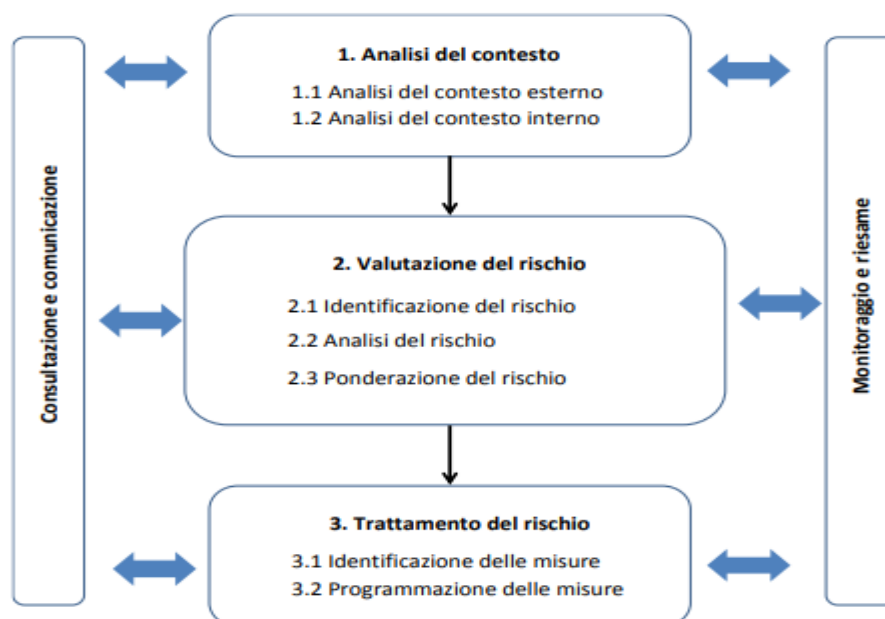 Consultazione e comunicazione
1. Analisi del contesto
1.1 Analisi del contesto esterno
1.2 Analisi del contesto interno
2. Valutazione del rischio
2.1 Identificazione del rischio
2.2 Analisi del rischio
2.3 Ponderazione del rischio
3. Trattamento del rischio
3.1 Identificazione delle misure
3.2 Programmazione delle misure
Monitoraggio e riesame